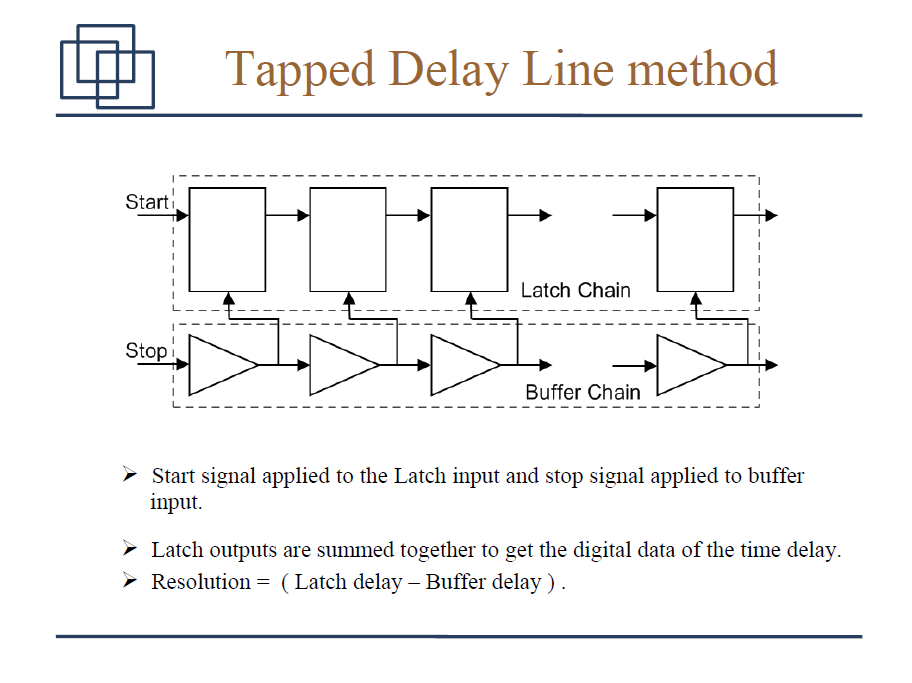 Tapped Delay Line method
Start
Latch Chain
Stop
Buffer Chain
➢ Start signal applied to the Latch input and stop signal applied to buffer
input.
➢ Latch outputs are summed together to get the digital data of the time delay.
➢ Resolution = ( Latch delay – Buffer delay ) .